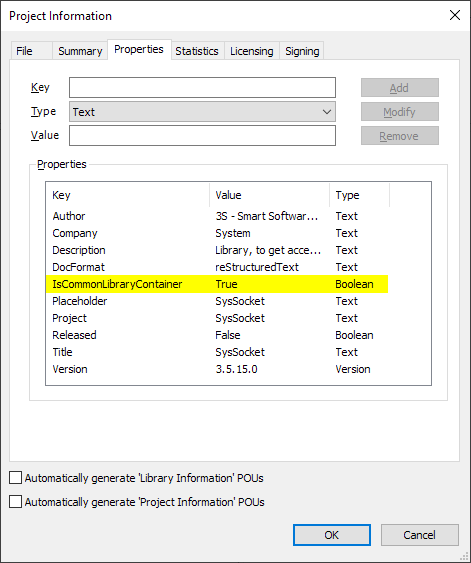 Project Information
File Summary Properties Statistics Licensing Signing
Key
Add
Type Text
Modify
Value
Remove
Properties
Key Value Type
Author 3S - Smart Softwar... Text
Company System Text
Description Library, to get acce... Text
DocFormat reStructuredText Text
IsCommonLibraryContainer True Boolean
Placeholder SysSocket Text
Project SysSocket Text
Released False Boolean
Title SysSocket Text
Version 3.5.15.0 Version
Automatically generate 'Library Information' POUs
Automatically generate 'Project Information' POUs
OK Cancel